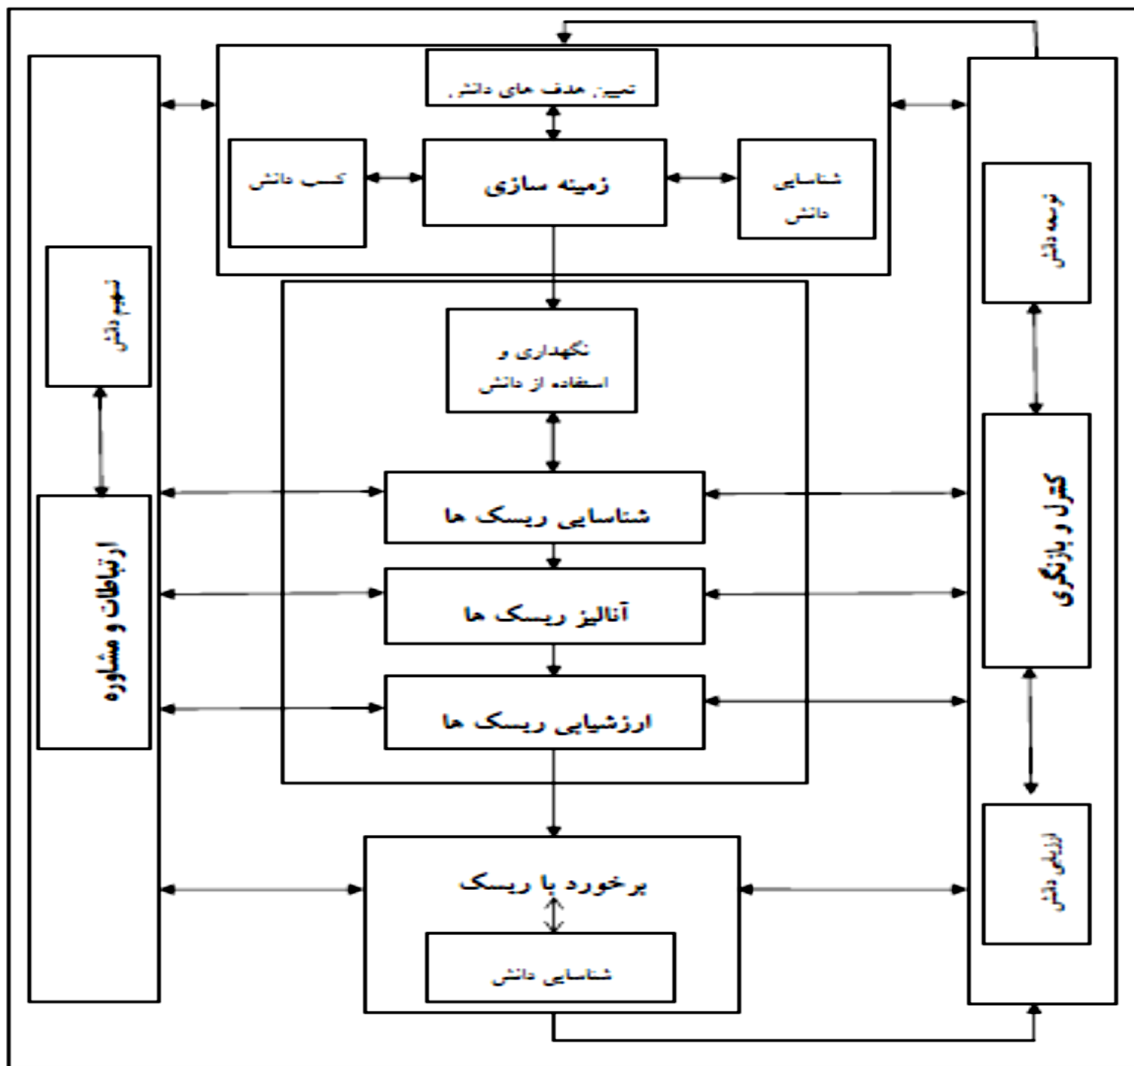 تعیین هدف های دانش
شناسایی
دانش
زمینه سازی
کسب دانش
توسعه دانش
تسهیم دانش
نگهداری و
استفاده از دانش
شناسایی ریسک ها
کنترل و بازنگری
ارتباطات و مشاوره
آنالیز ریسک ها
ارزشیابی ریسک ها
ارزیابی دانش
برخورد با ریسک
شناسایی دانش